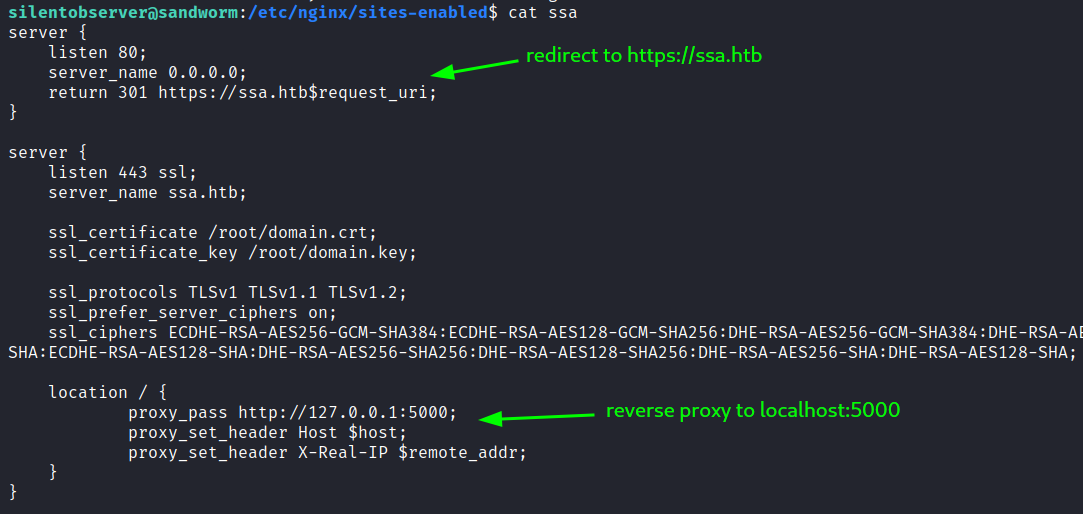 silentobserver@sandworm:/etc/nginx/sites-enabled$ cat ssa
server {
    listen 80;
    server_name 0.0.0.0;
    return 301 https://ssa.htb$request_uri;
}
redirect to https://ssa.htb
server {
    listen 443 ssl;
    server_name ssa.htb;
    ssl_certificate /root/domain.crt;
    ssl_certificate_key /root/domain.key;
    ssl_protocols TLSv1 TLSv1.1 TLSv1.2;
    ssl_prefer_server_ciphers on;
    ssl_ciphers ECDHE-RSA-AES256-GCM-SHA384:ECDHE-RSA-AES128-GCM-SHA256:DHE-RSA-AES256-GCM-SHA384:DHE-RSA-AE
SHA:ECDHE-RSA-AES128-SHA:DHE-RSA-AES256-SHA256:DHE-RSA-AES128-SHA256:DHE-RSA-AES256-SHA:DHE-RSA-AES128-SHA;
    location / {
            proxy_pass http://127.0.0.1:5000;
            proxy_set_header Host $host;
            proxy_set_header X-Real-IP $remote_addr;
    }
}
reverse proxy to localhost:5000